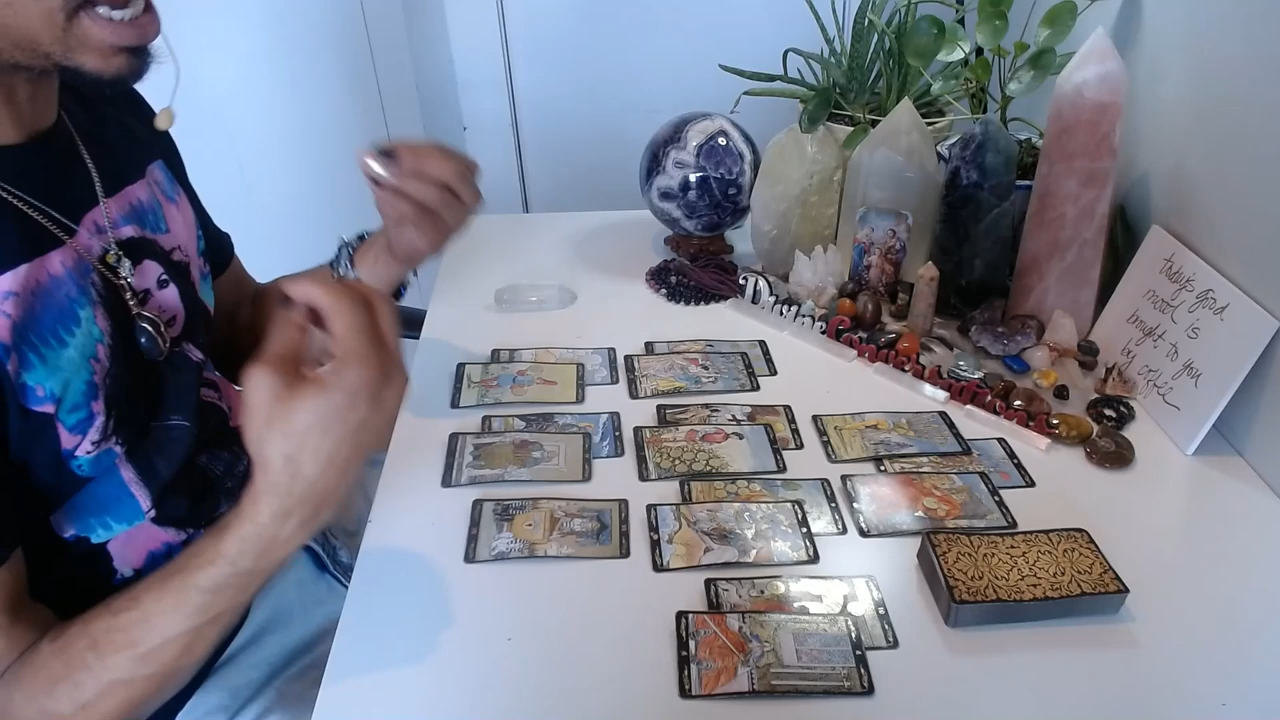 Divine Conversations
today's good
mood is
brought to you
by coffee